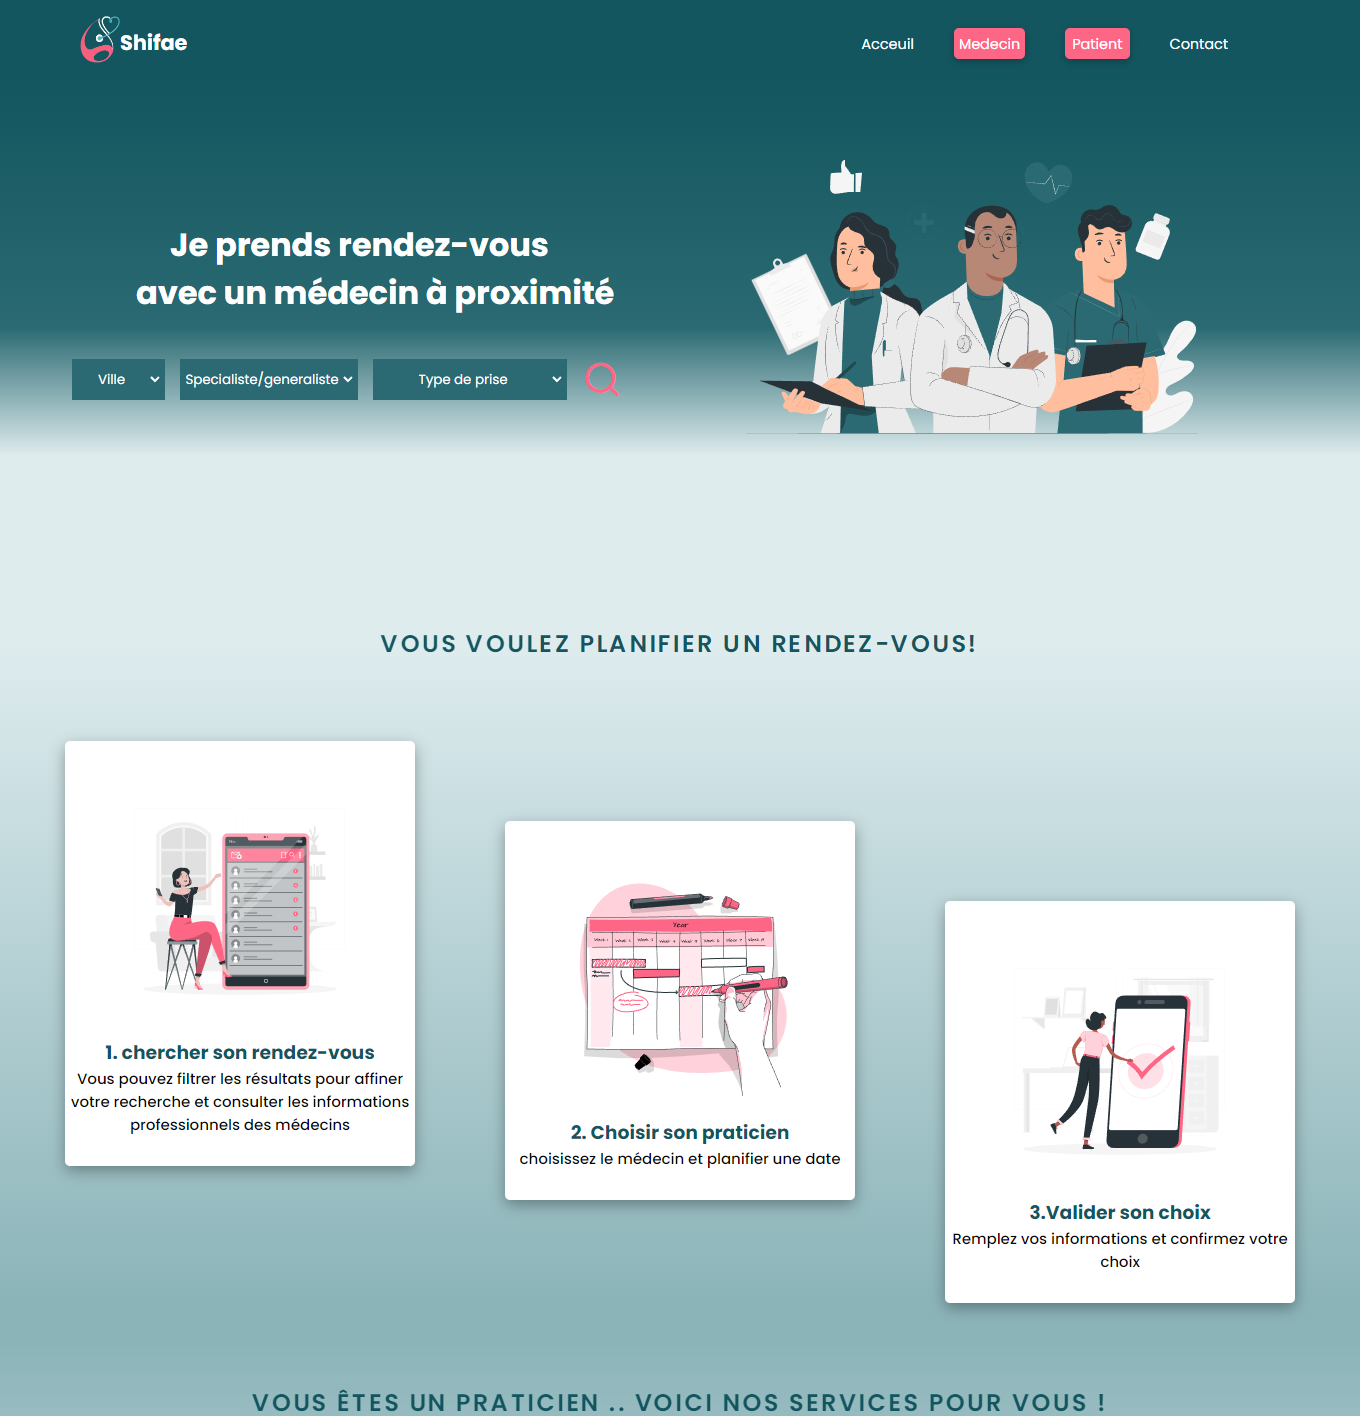 Shifae
Acceuil
Medecin
Patient
Contact
Je prends rendez-vous
avec un médecin à proximité
Ville
Specialiste/generaliste
Type de prise
VOUS VOULEZ PLANIFIER UN RENDEZ-VOUS!
1. chercher son rendez-vous
Vous pouvez filtrer les résultats pour affiner
votre recherche et consulter les informations
professionnels des médecins
Year
2. Choisir son praticien
choisissez le médecin et planifier une date
3.Valider son choix
Remplez vos informations et confirmez votre
choix
VOUS ÊTES UN PRATICIEN .. VOICI NOS SERVICES POUR VOUS !